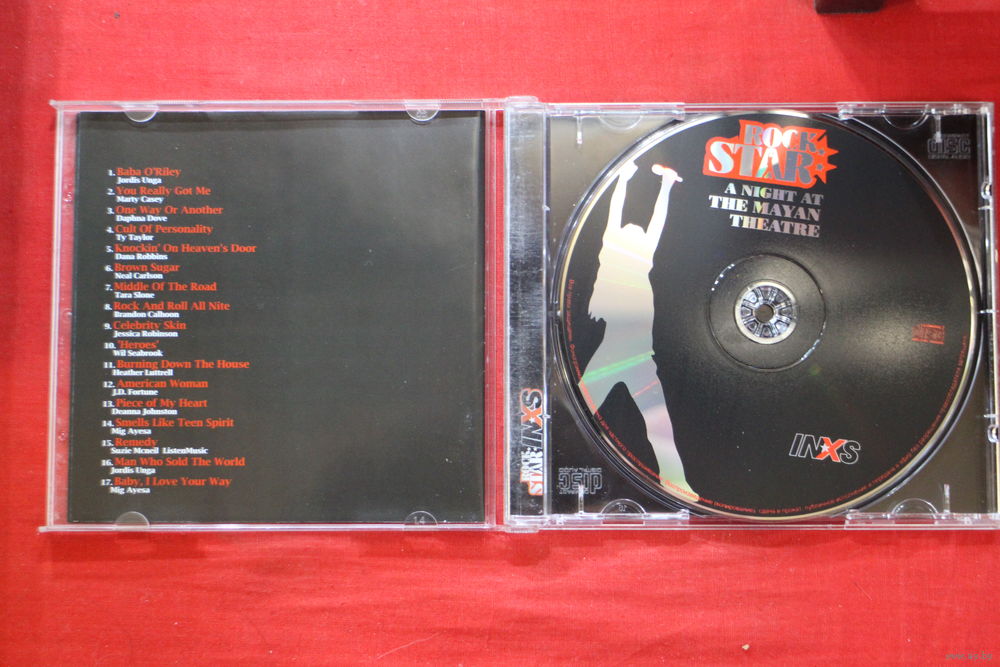 1. Baba O'Riley
Jordis Unga
2. You Really Got Me
Marty Casey
3. One Way Or Another
Daphna Dove
4. Cult Of Personality
Ty Taylor
5. Knockin' On Heaven's Door
Dana Robbins
6. Brown Sugar
Neal Carlson
7. Middle Of The Road
Tara Slone
8. Rock And Roll All Nite
Brandon Calhoon
9. Celebrity Skin
Jessica Robinson
10. 'Heroes'
Wil Seabrook
11. Burning Down The House
Heather Luttrell
12. American Woman
J.D. Fortune
13. Piece of My Heart
Deanna Johnston
14. Smells Like Teen Spirit
Mig Ayesa
15. Remedy
Suzie Mcneil ListenMusic
16. Man Who Sold The World
Jordis Unga
17. Baby, I Love Your Way
Mig Ayesa
14
ROCK STAR: INXS
ROCK
STAR:
A NIGHT AT
THE MAYAN
THEATRE
INXS
disc
DIGITAL AUDIO